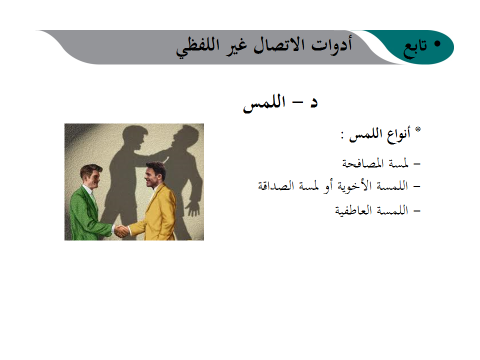 • تابع
أدوات الاتصال غير اللفظي
د – اللمس
* أنواع اللمس :
– لمسة المصافحة
– اللمسة الأخوية أو لمسة الصداقة
– اللمسة العاطفية